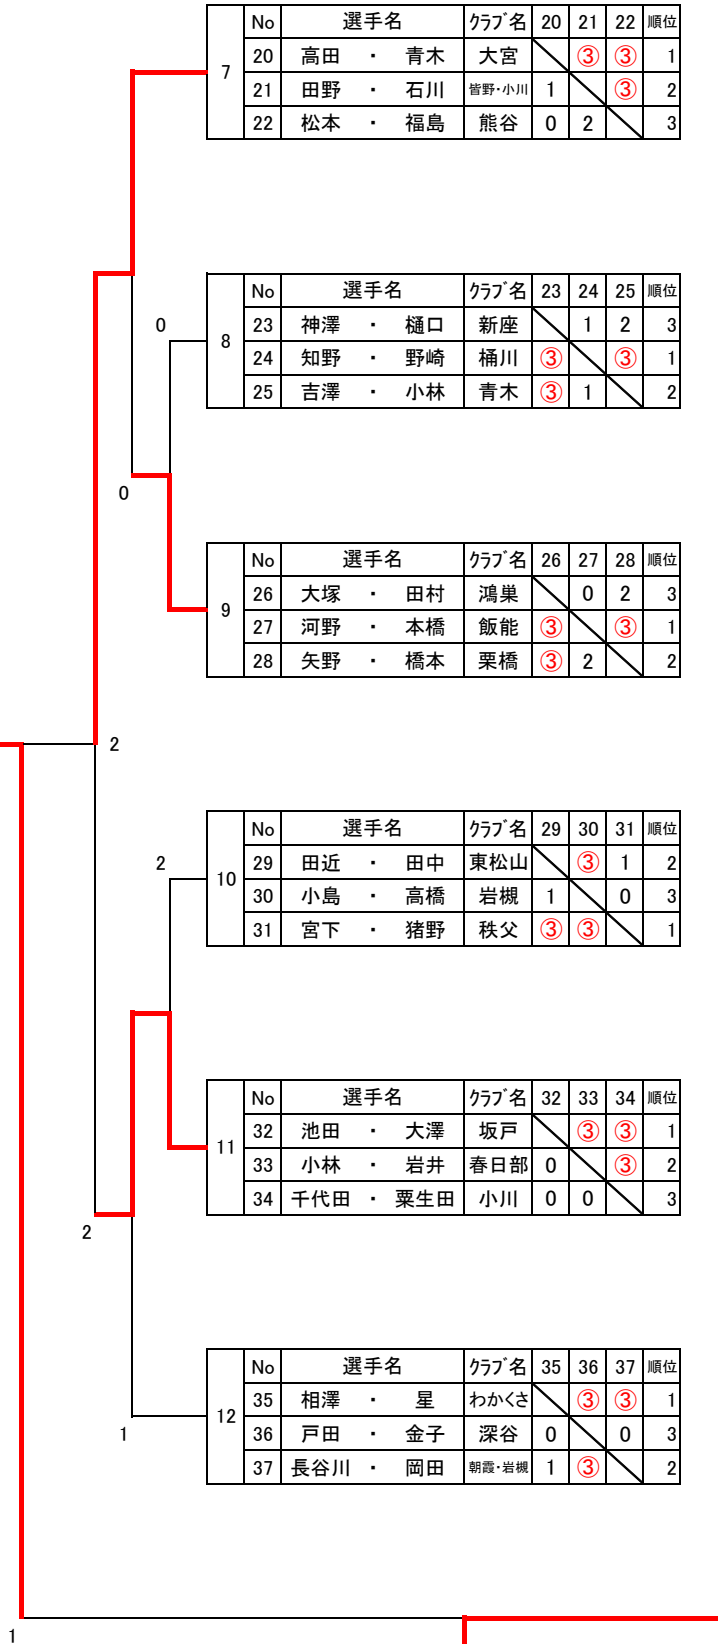 No 選手名 クラブ名 20 21 22 順位
7
20 高田 ・ 青木 大宮 ③ ③ 1
21 田野 ・ 石川 皆野・小川 1 ③ 2
22 松本 ・ 福島 熊谷 0 2 3
No 選手名 クラブ名 23 24 25 順位
0
8
23 神澤 ・ 樋口 新座 1 2 3
24 知野 ・ 野崎 桶川 ③ ③ 1
25 吉澤 ・ 小林 青木 ③ 1 2
0
No 選手名 クラブ名 26 27 28 順位
9
26 大塚 ・ 田村 鴻巣 0 2 3
27 河野 ・ 本橋 飯能 ③ ③ 1
28 矢野 ・ 橋本 栗橋 ③ 2 2
2
No 選手名 クラブ名 29 30 31 順位
2
10
29 田近 ・ 田中 東松山 ③ 1 2
30 小島 ・ 高橋 岩槻 1 0 3
31 宮下 ・ 猪野 秩父 ③ ③ 1
No 選手名 クラブ名 32 33 34 順位
11
32 池田 ・ 大澤 坂戸 ③ ③ 1
33 小林 ・ 岩井 春日部 0 ③ 2
34 千代田 ・ 粟生田 小川 0 0 3
2
No 選手名 クラブ名 35 36 37 順位
12
35 相澤 ・ 星 わかくさ ③ ③ 1
36 戸田 ・ 金子 深谷 0 0 3
37 長谷川 ・ 岡田 朝霞・岩槻 1 ③ 2
1
1